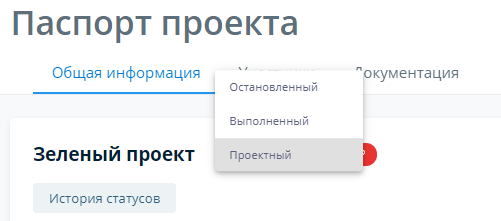 Паспорт проекта
Общая информация
Документация
Остановленный
Выполненный
Проектный
Зеленый проект
История статусов